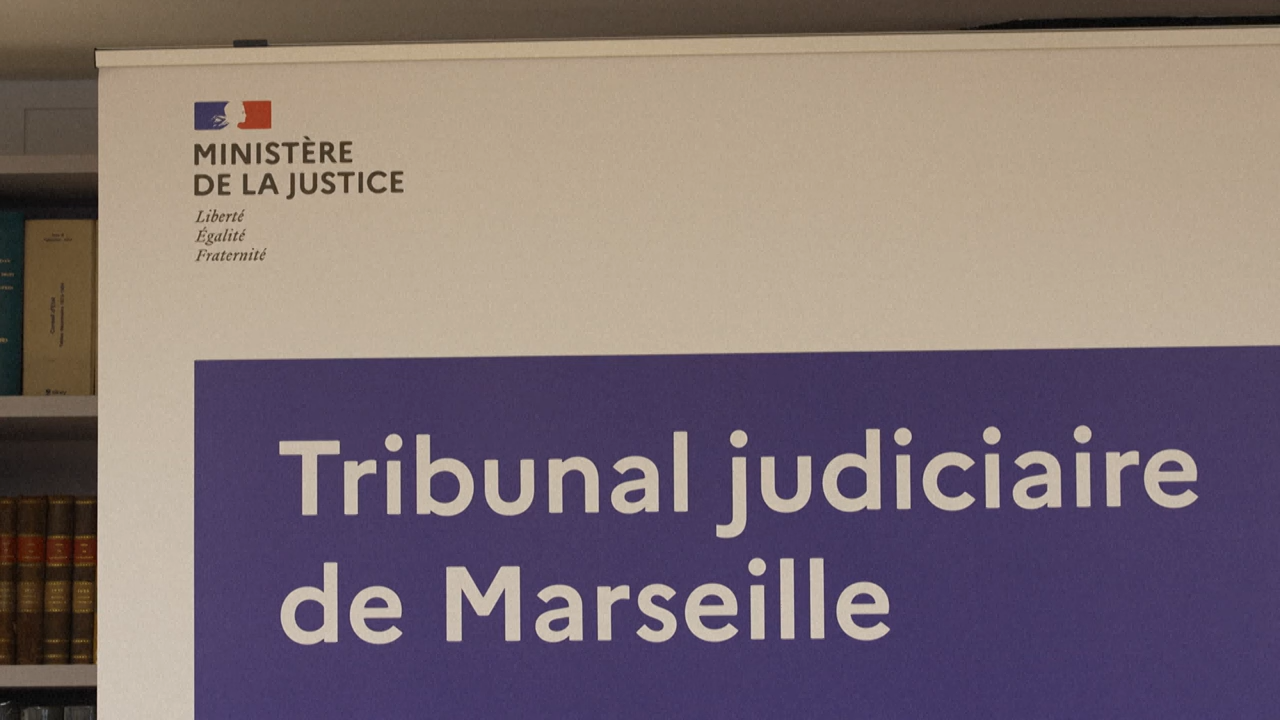 MINISTÈRE
DE LA JUSTICE
Liberté
Égalité
Fraternité
Tribunal judiciaire
de Marseille